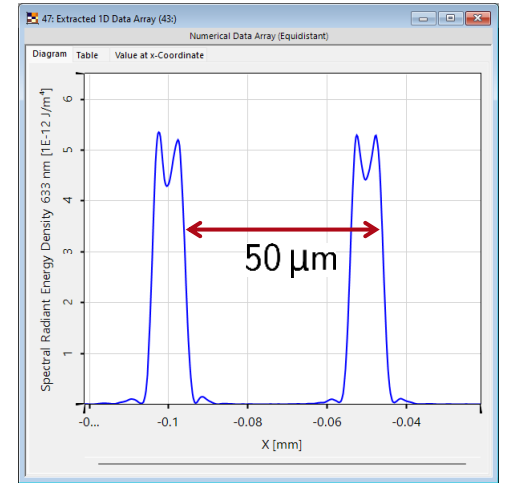 47: Extracted 1D Data Array (43:)
Numerical Data Array (Equidistant)
Diagram Table Value at x-Coordinate
Spectral Radiant Energy Density 633 nm [1E-12 J/m⁴]
6
5
4
3
2
1
50 µm
-0... -0.1 -0.08 -0.06 -0.04
X [mm]